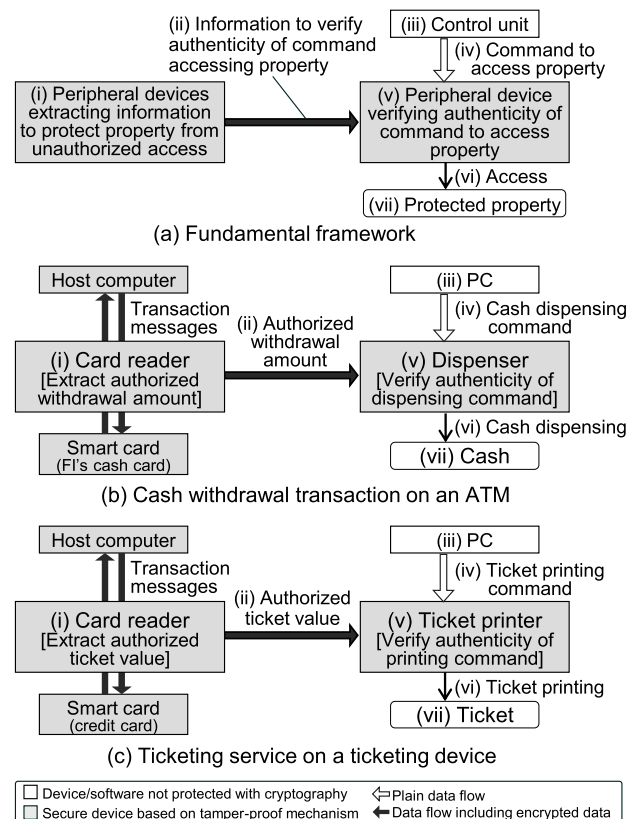 (ii) Information to verify
authenticity of command
accessing property
(iii) Control unit
(iv) Command to
access property
(i) Peripheral devices
extracting information
to protect property from
unauthorized access
(v) Peripheral device
verifying authenticity of
command to access
property
(vi) Access
(vii) Protected property
(a) Fundamental framework
Host computer
Transaction
messages
(ii) Authorized
withdrawal
amount
(iii) PC
(iv) Cash dispensing
command
(i) Card reader
[Extract authorized
withdrawal amount]
(v) Dispenser
[Verify authenticity of
dispensing command]
Smart card
(FI's cash card)
(vi) Cash dispensing
(vii) Cash
(b) Cash withdrawal transaction on an ATM
Host computer
Transaction
messages
(ii) Authorized
ticket value
(iii) PC
(iv) Ticket printing
command
(i) Card reader
[Extract authorized
ticket value]
(v) Ticket printer
[Verify authenticity of
printing command]
Smart card
(credit card)
(vi) Ticket printing
(vii) Ticket
(c) Ticketing service on a ticketing device
Device/software not protected with cryptography
Plain data flow
Secure device based on tamper-proof mechanism
Data flow including encrypted data